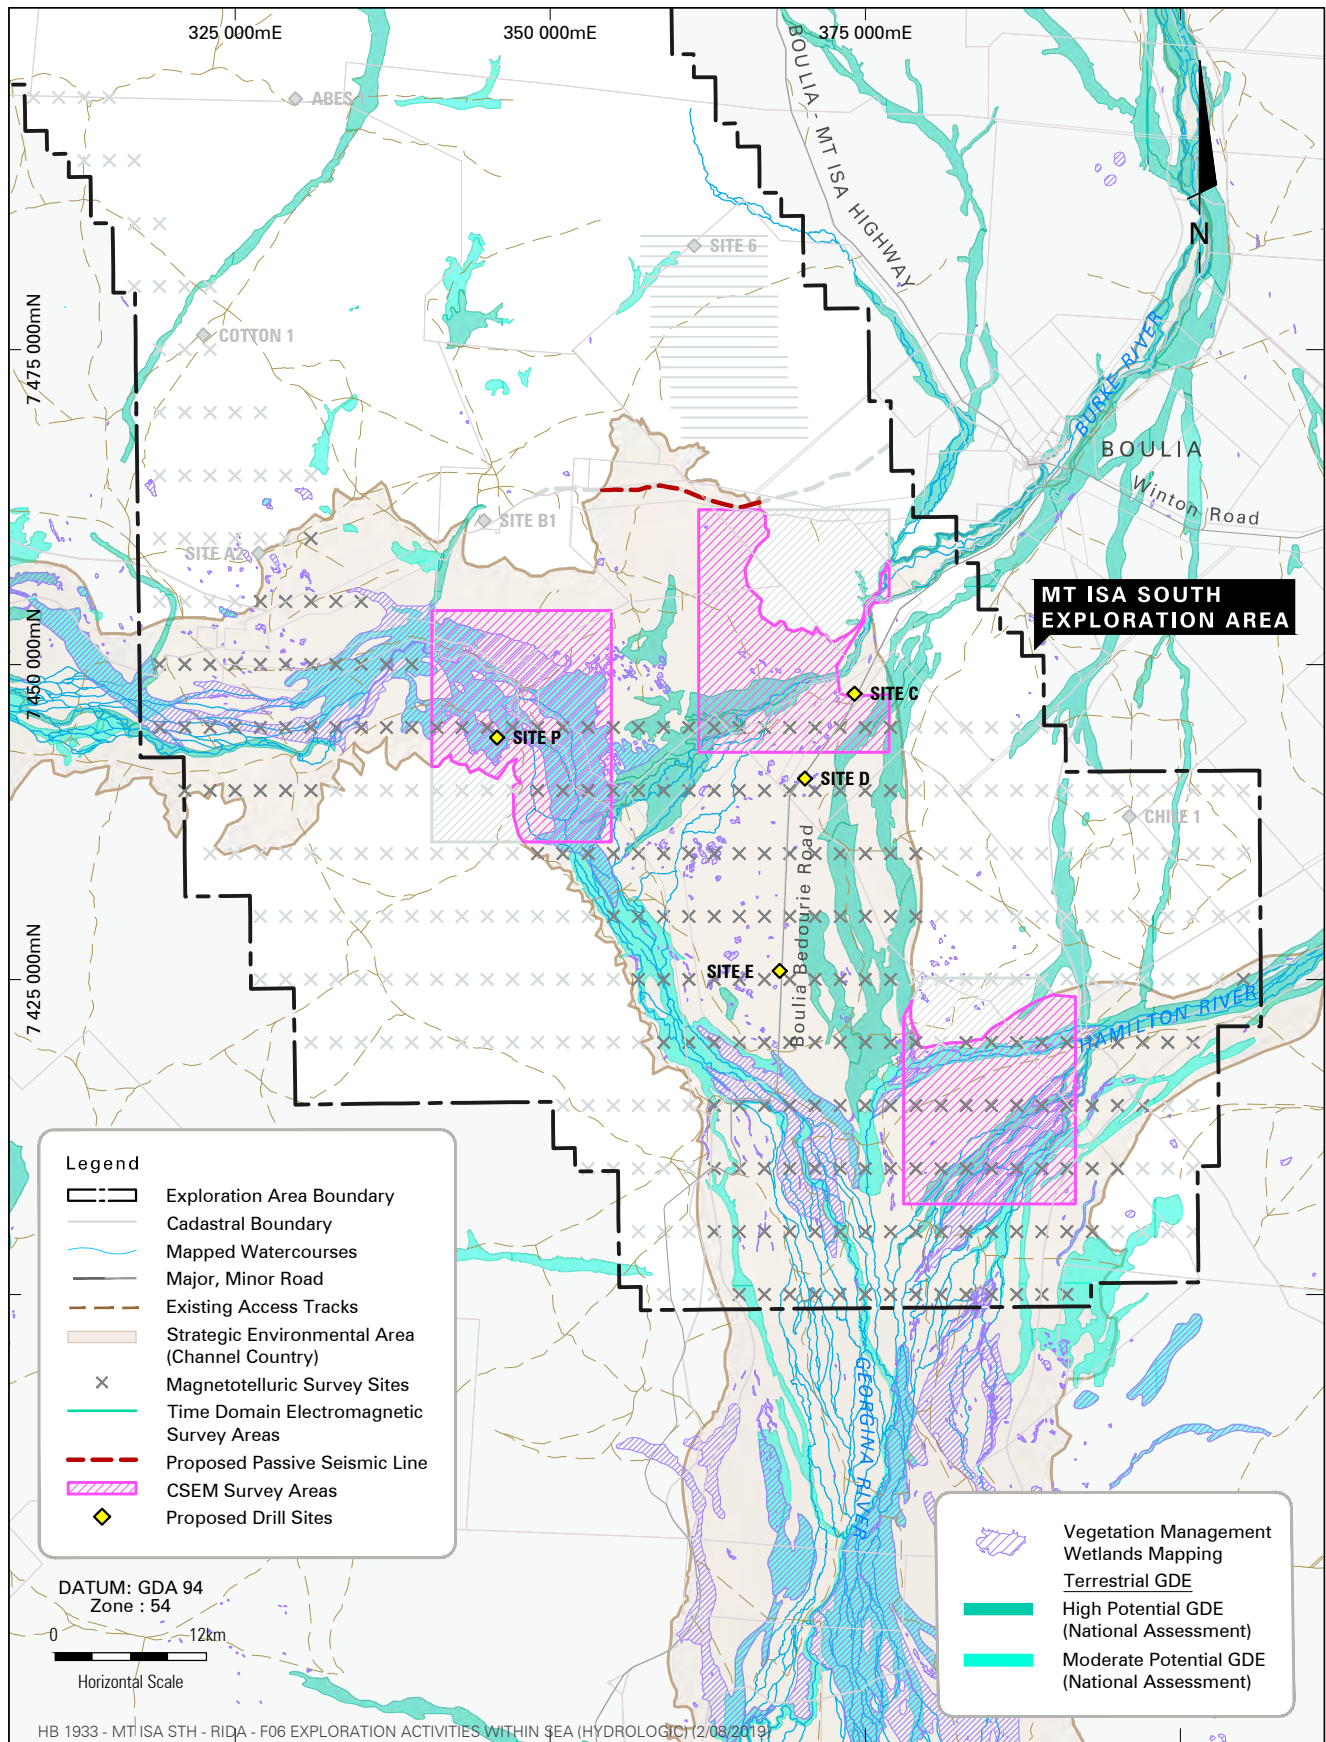 325 000mE
350 000mE
375 000mE
ABES
BOULIA - MT ISA HIGHWAY
N
SITE 6
COTTON 1
7 475 000mN
BURKE RIVER
BOULIA
Winton Road
SITE B1
SITE A2
MT ISA SOUTH
EXPLORATION AREA
7 450 000mN
SITE C
SITE P
SITE D
CHILE 1
Boulia Bedourie Road
SITE E
7 425 000mN
HAMILTON RIVER
GEORGINA RIVER
Legend
Exploration Area Boundary
Cadastral Boundary
Mapped Watercourses
Major, Minor Road
Existing Access Tracks
Strategic Environmental Area
(Channel Country)
Magnetotelluric Survey Sites
Time Domain Electromagnetic
Survey Areas
Proposed Passive Seismic Line
CSEM Survey Areas
Proposed Drill Sites
Vegetation Management
Wetlands Mapping
Terrestrial GDE
High Potential GDE
(National Assessment)
Moderate Potential GDE
(National Assessment)
DATUM: GDA 94
Zone : 54
0 12km
Horizontal Scale
HB 1933 - MT ISA STH - RIDA - F06 EXPLORATION ACTIVITIES WITHIN SEA (HYDROLOGIC) (2/08/2019)